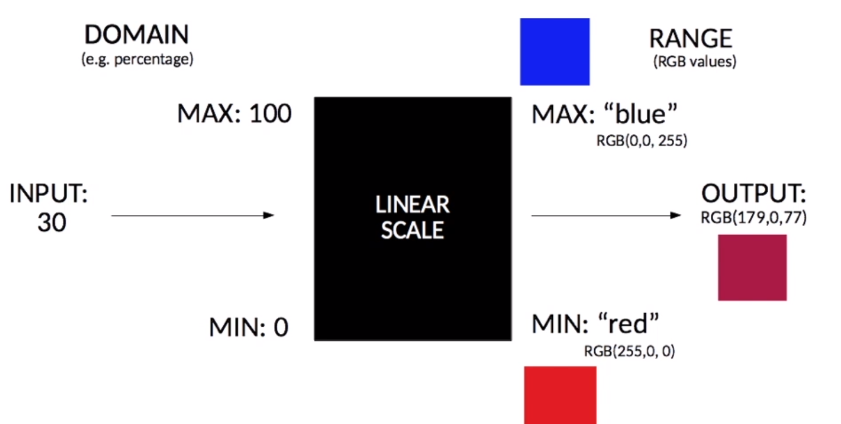 DOMAIN
(e.g. percentage)
RANGE
(RGB values)
MAX: 100
MAX: “blue”
RGB(0,0, 255)
INPUT:
30
LINEAR
SCALE
OUTPUT:
RGB(179,0,77)
MIN: 0
MIN: “red”
RGB(255,0, 0)